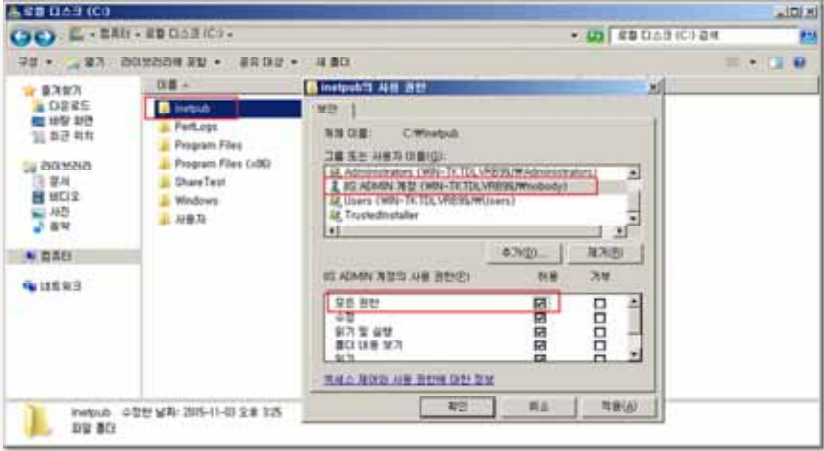 로컬 디스크 (C:)
컴퓨터 로컬 디스크 (C:)
로컬 디스크 (C:) 검색
구성 열기 라이브러리에 포함 공유 대상 새 폴더
즐겨찾기
다운로드
바탕 화면
최근 위치
라이브러리
문서
비디오
사진
음악
컴퓨터
네트워크
이름
inetpub
PerfLogs
Program Files
Program Files (x86)
ShareTest
Windows
사용자
inetpub의 사용 권한
보안
개체 이름: C:\inetpub
그룹 또는 사용자 이름(G):
IIS ADMIN 계정 (WIN-TKTDLVRB95J\nobody)
Users (WIN-TKTDLVRB95J\Users)
TrustedInstaller
추가(D)... 제거(R)
IIS ADMIN 계정의 사용 권한(P) 허용 거부
모든 권한
수정
읽기 및 실행
폴더 내용 보기
읽기
액세스 제어와 사용 권한에 대한 정보
확인 취소 적용(A)
inetpub 수정한 날짜: 2015-11-03 오후 3:25
파일 폴더